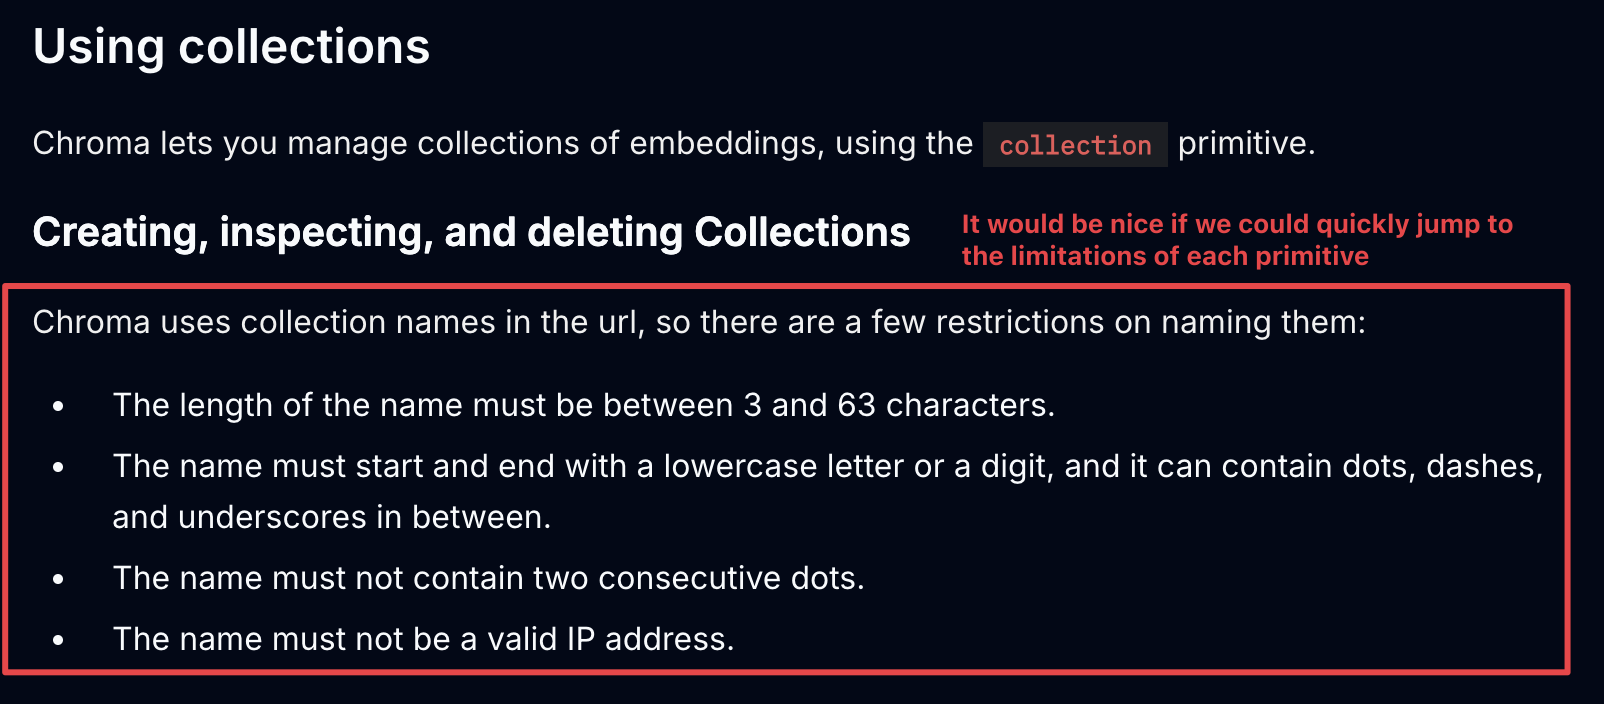 Using collections
Chroma lets you manage collections of embeddings, using the collection primitive.
Creating, inspecting, and deleting Collections
It would be nice if we could quickly jump to
the limitations of each primitive
Chroma uses collection names in the url, so there are a few restrictions on naming them:
• The length of the name must be between 3 and 63 characters.
• The name must start and end with a lowercase letter or a digit, and it can contain dots, dashes,
and underscores in between.
• The name must not contain two consecutive dots.
• The name must not be a valid IP address.